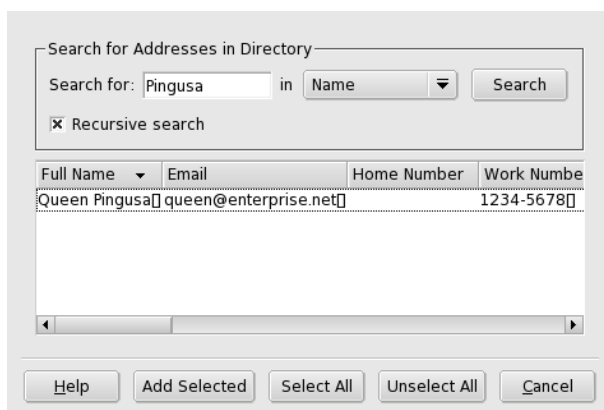 Search for Addresses in Directory
Search for: Pingusa in Name Search
Recursive search
Full Name Email Home Number Work Numbe
Queen Pingusa[] queen@enterprise.net[] 1234-5678[]
Help Add Selected Select All Unselect All Cancel